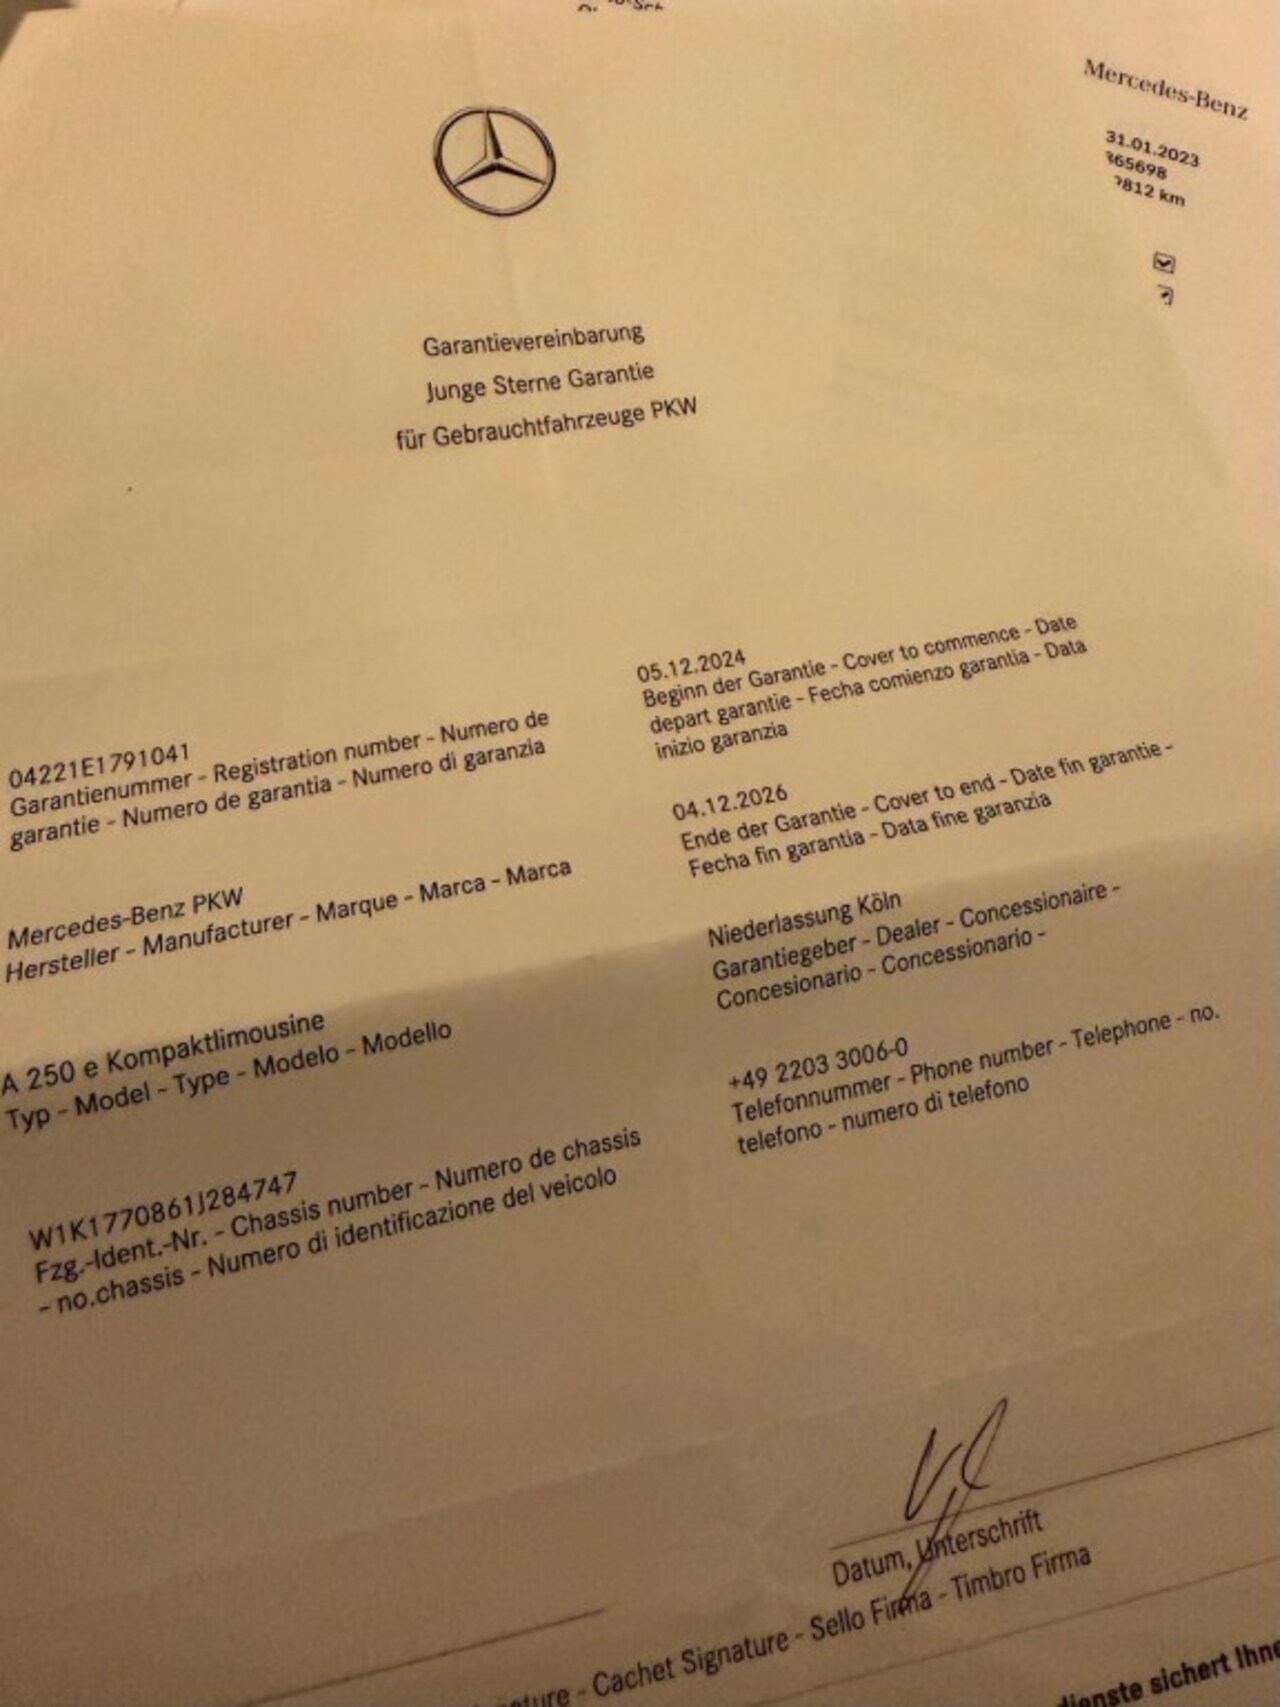 Mercedes-Benz
31.01.2023
65698
812 km
Garantievereinbarung
Junge Sterne Garantie
für Gebrauchtfahrzeuge PKW
04221E1791041
Garantienummer - Registration number - Numero de
garantie - Numero de garantia - Numero di garanzia
Mercedes-Benz PKW
Hersteller - Manufacturer - Marque - Marca - Marca
A 250 e Kompaktlimousine
Typ - Model - Type - Modelo - Modello
W1K1770861J284747
Fzg.-Ident.-Nr. - Chassis number - Numero de chassis
- no.chassis - Numero di identificazione del veicolo
05.12.2024
Beginn der Garantie - Cover to commence - Date
depart garantie - Fecha comienzo garantia - Data
inizio garanzia
04.12.2026
Ende der Garantie - Cover to end - Date fin garantie -
Fecha fin garantia - Data fine garanzia
Niederlassung Köln
Garantiegeber - Dealer - Concessionaire -
Concesionario - Concessionario -
+49 2203 3006-0
Telefonnummer - Phone number - Telephone - no.
telefono - numero di telefono
Datum, Unterschrift
- Cachet Signature - Sello Firma - Timbro Firma
sichert Ihne